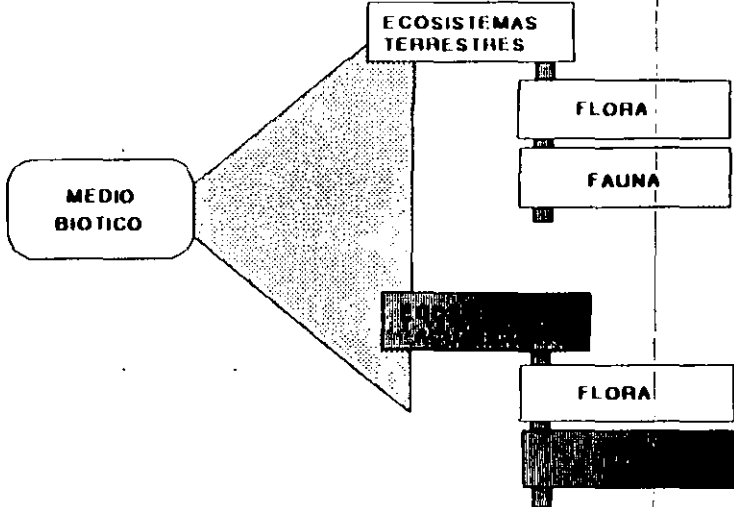 ECOSISTEMAS
TERRESTRES
FLORA
FAUNA
MEDIO
BIOTICO
FLORA